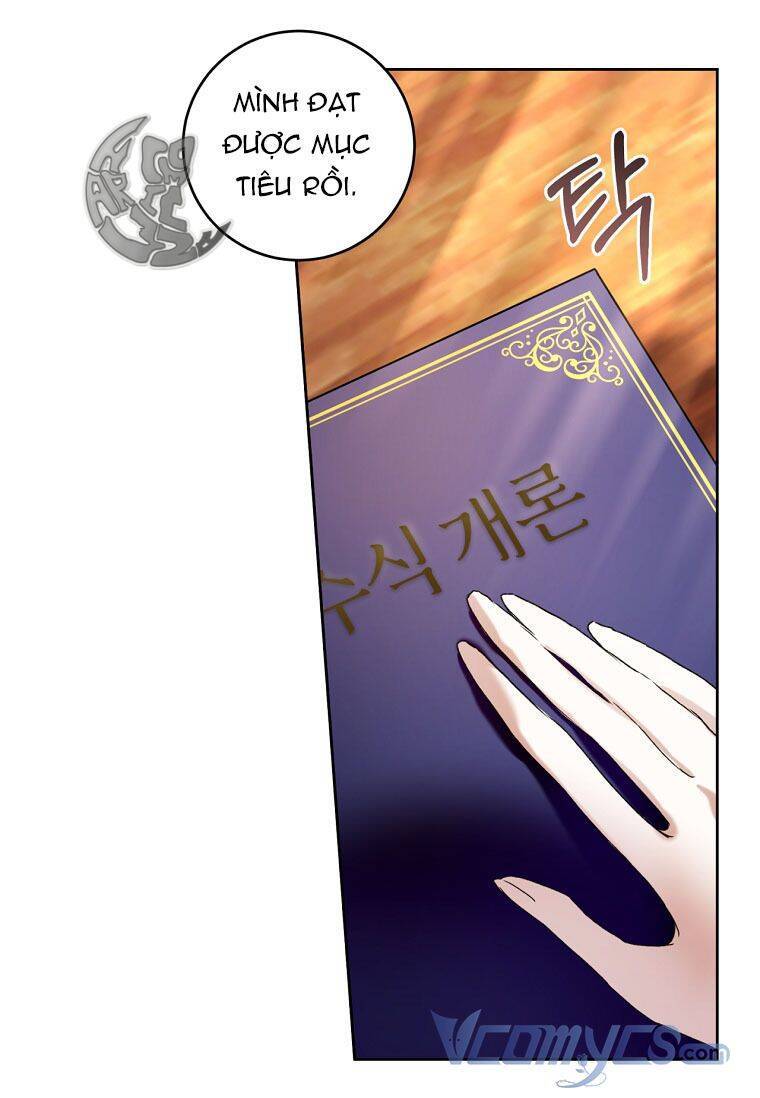 MÌNH ĐẠT
ĐƯỢC MỤC
TIÊU RỒI.
탁
수식 개론
Vcomycs.com